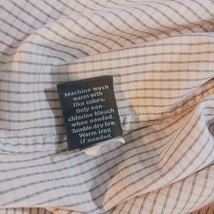 Machine wash
warm with
like colors,
Only non-
chlorine bleach
when needed.
Tumble dry low,
Warm iron
if needed.